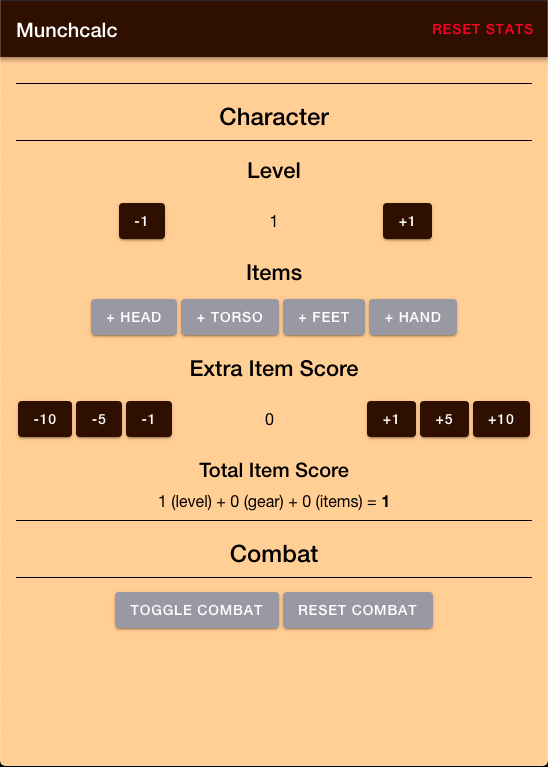 Munchcalc RESET STATS
Character
Level
-1 1 +1
Items
+ HEAD + TORSO + FEET + HAND
Extra Item Score
-10 -5 -1 0 +1 +5 +10
Total Item Score
1 (level) + 0 (gear) + 0 (items) = 1
Combat
TOGGLE COMBAT RESET COMBAT